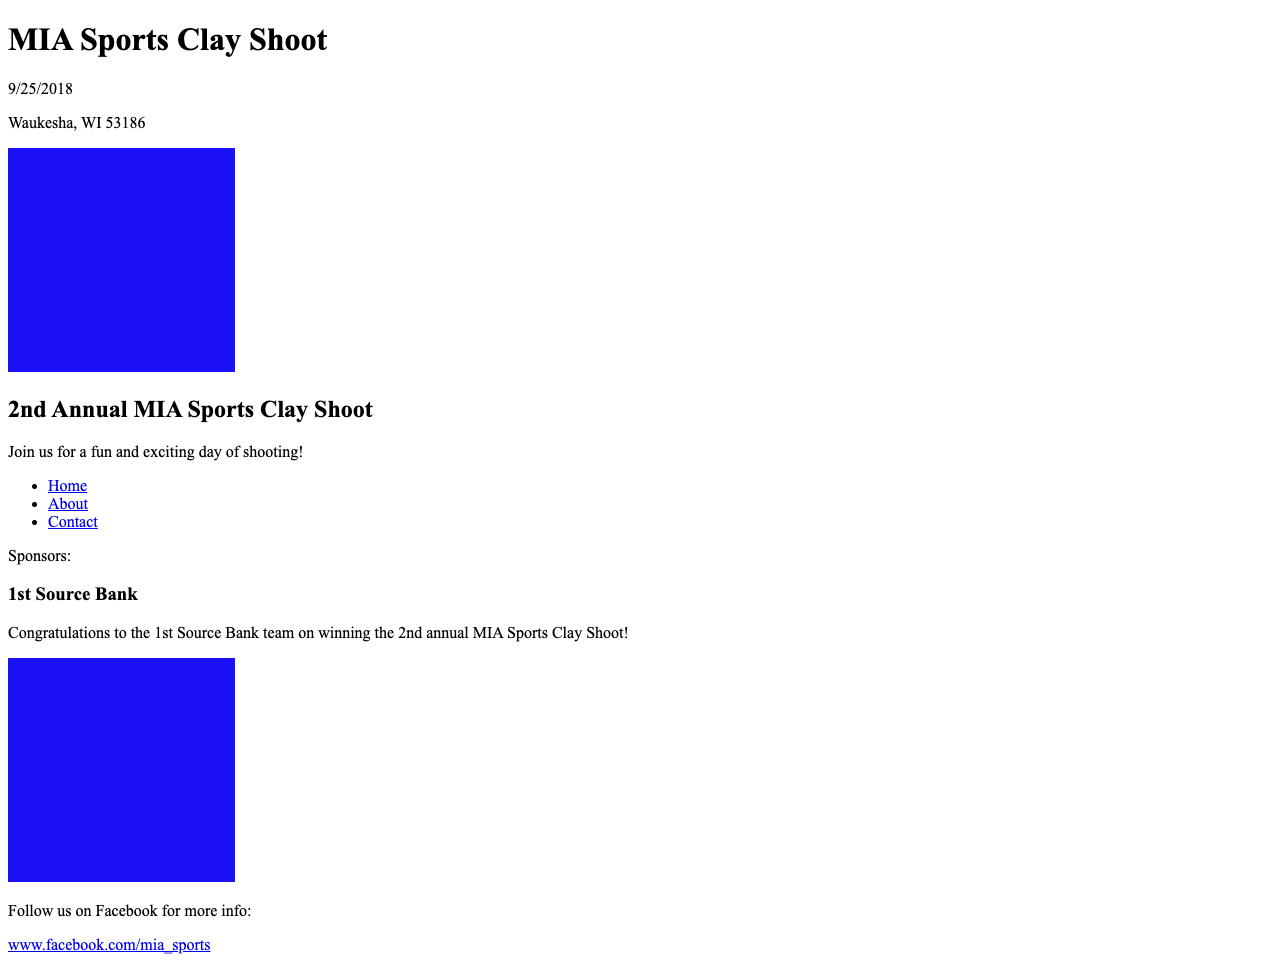 MIA Sports Clay Shoot
9/25/2018
Waukesha, WI 53186
2nd Annual MIA Sports Clay Shoot
Join us for a fun and exciting day of shooting!
Home
About
Contact
Sponsors:
1st Source Bank
Congratulations to the 1st Source Bank team on winning the 2nd annual MIA Sports Clay Shoot!
Follow us on Facebook for more info:
www.facebook.com/mia_sports